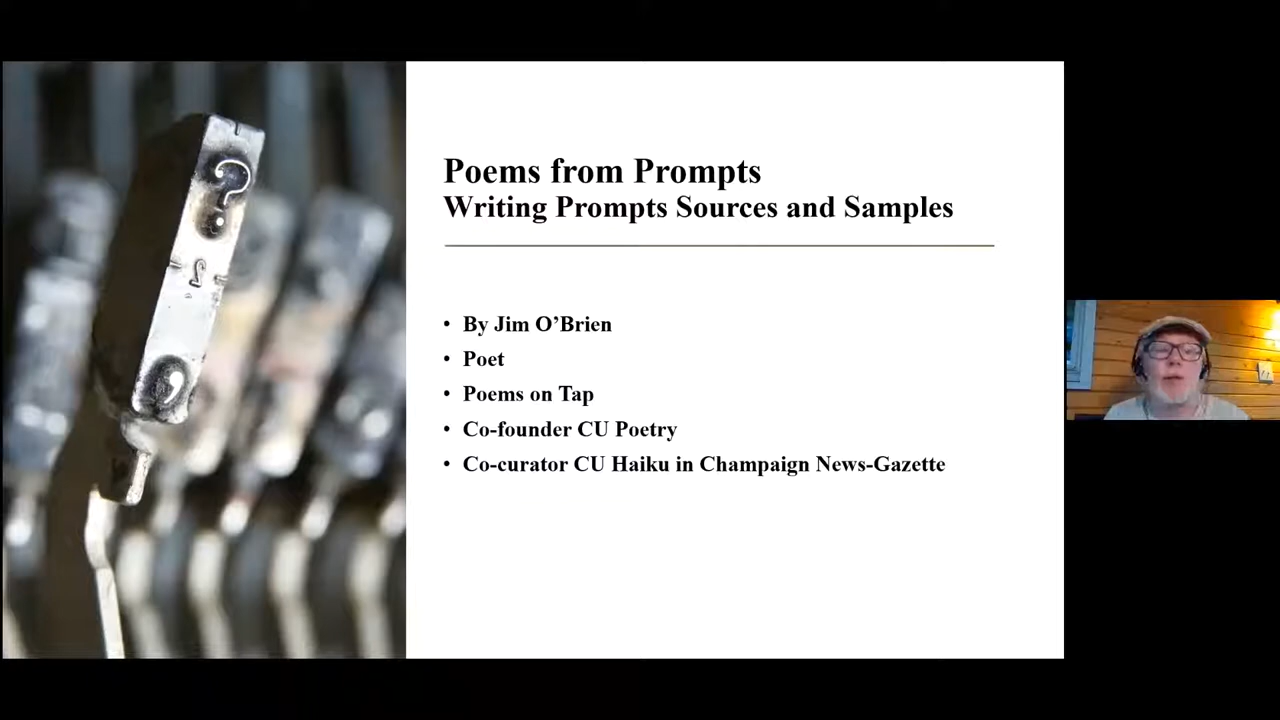 Poems from Prompts
Writing Prompts Sources and Samples
• By Jim O’Brien
• Poet
• Poems on Tap
• Co-founder CU Poetry
• Co-curator CU Haiku in Champaign News-Gazette
?
2
,